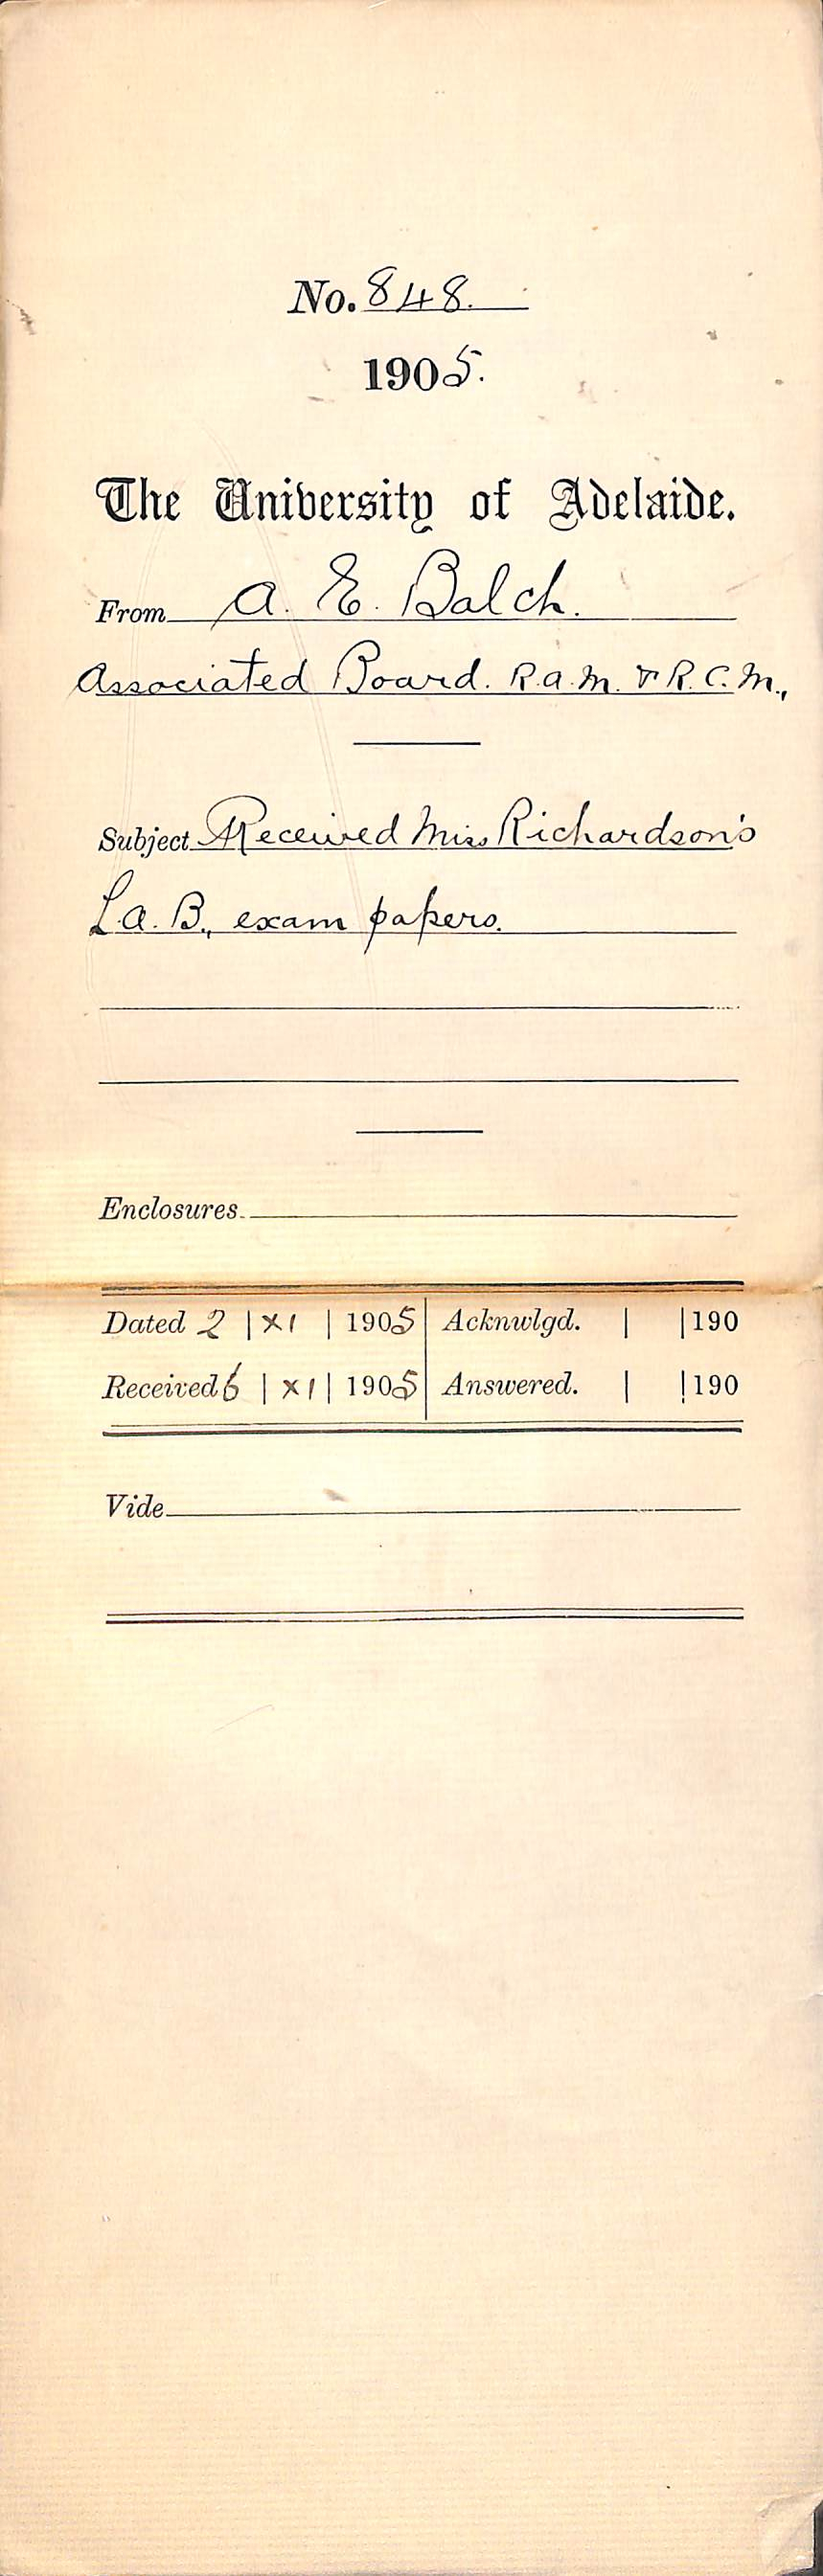 No. 848.
1905.
The University of Adelaide.
From A. E. Balch.
Associated Board. R.A.M. & R.C.M.,
Subject Received Miss Richardson's
L.A.B., exam papers.
Enclosures
Dated 2 | XI | 1905 | Acknwlgd. | | 190
Received 6 | XI | 1905 | Answered. | | 190
Vide